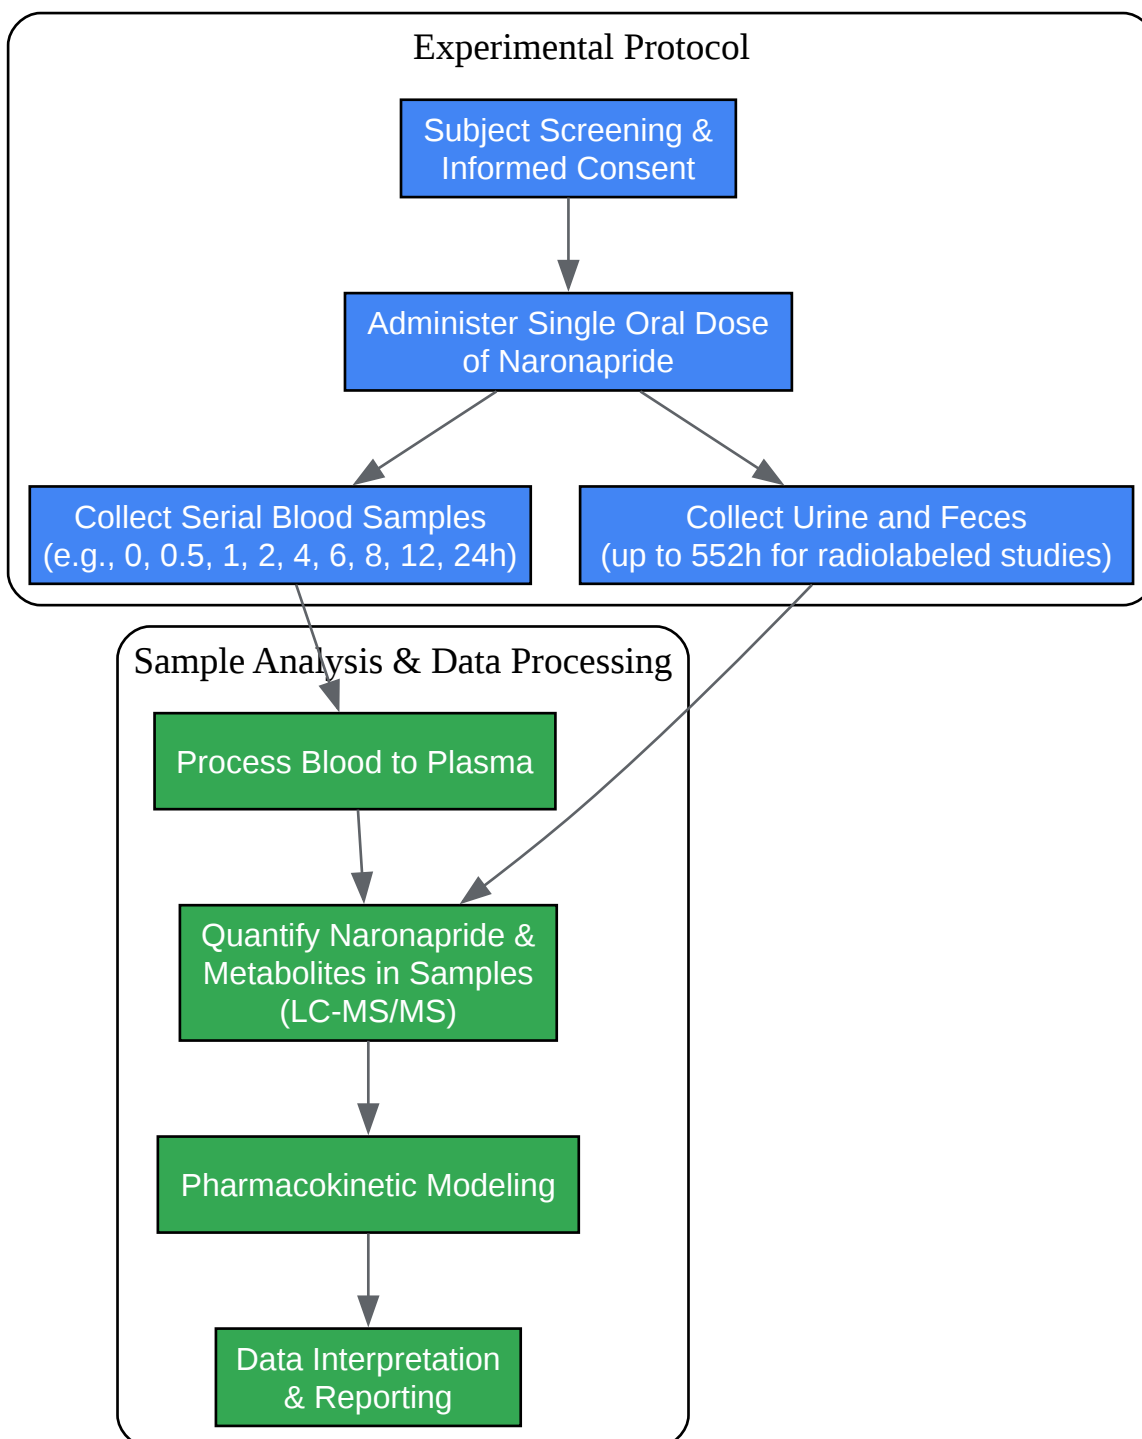 Experimental Protocol
Subject Screening &
Informed Consent
Administer Single Oral Dose
of Naronapride
Collect Serial Blood Samples
(e.g., 0, 0.5, 1, 2, 4, 6, 8, 12, 24h)
Collect Urine and Feces
(up to 552h for radiolabeled studies)
Sample Analysis & Data Processing
Process Blood to Plasma
Quantify Naronapride &
Metabolites in Samples
(LC-MS/MS)
Pharmacokinetic Modeling
Data Interpretation
& Reporting